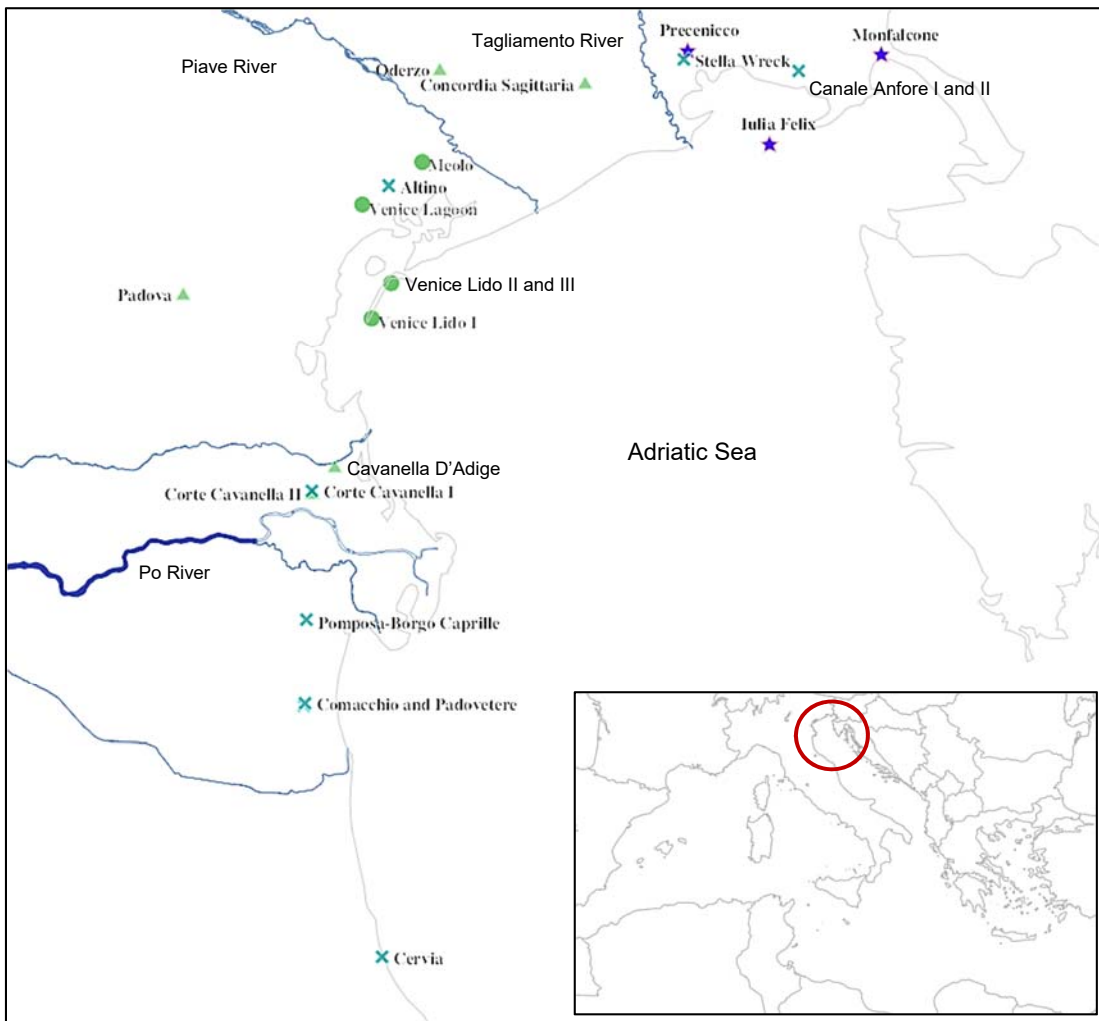 Precenicco
Tagliamento River
Monfalcone
Piave River
Oderzo
Stella Wreck
Concordia Sagittaria
Canale Anfore I and II
Iulia Felix
Meolo
Altino
Venice Lagoon
Venice Lido II and III
Padova
Venice Lido I
Adriatic Sea
Cavanella D’Adige
Corte Cavanella II
Corte Cavanella I
Po River
Pomposa-Borgo Caprille
Comacchio and Padovetere
Cervia